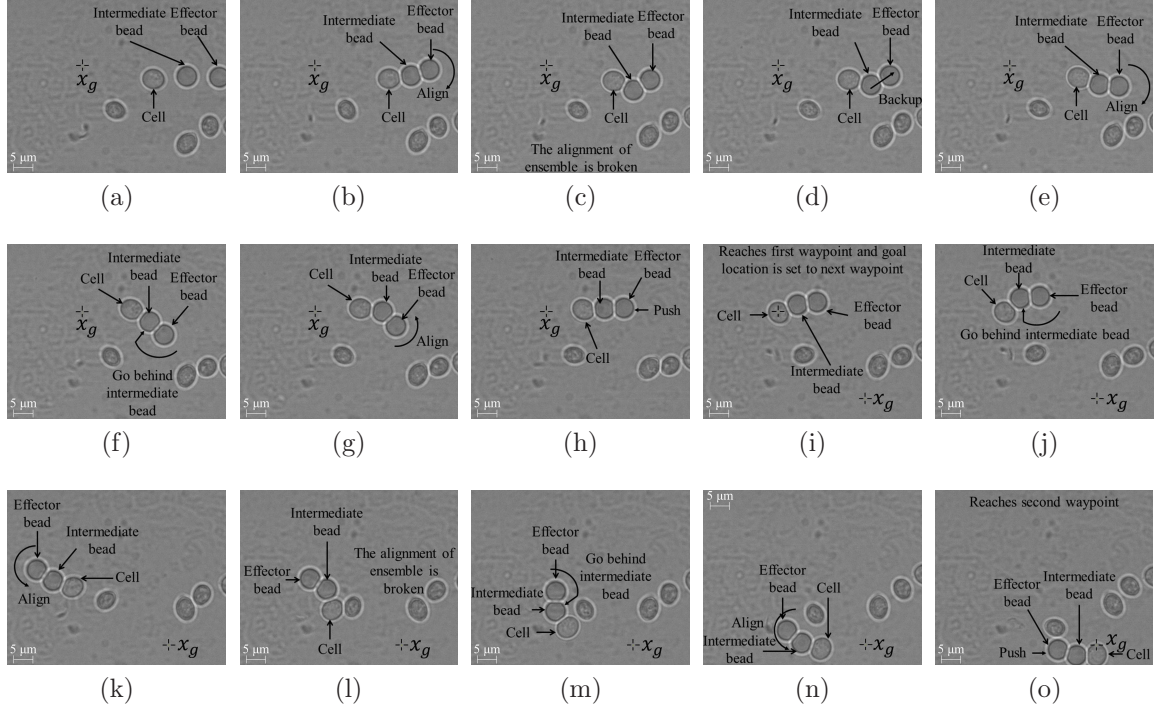 Intermediate Effector
bead bead
x_g
Cell
5 μm
(a)
Intermediate Effector
bead bead
x_g
Align
Cell
5 μm
(b)
Effector
Intermediate bead
bead
x_g
Cell
The alignment of
ensemble is broken
5 μm
(c)
Effector
Intermediate bead
bead
x_g
Backup
Cell
5 μm
(d)
Intermediate Effector
bead bead
x_g
Align
Cell
5 μm
(e)
Intermediate
bead Effector
Cell bead
x_g
Go behind
intermediate
bead
5 μm
(f)
Intermediate
Cell bead Effector
bead
x_g
Align
5 μm
(g)
Intermediate Effector
bead bead
x_g
Push
Cell
5 μm
(h)
Reaches first waypoint and goal
location is set to next waypoint
Effector
Cell bead
Intermediate
bead
x_g
5 μm
(i)
Intermediate
bead
Cell
Effector
bead
Go behind intermediate bead
x_g
5 μm
(j)
Effector
bead Intermediate
bead
Cell
Align
x_g
5 μm
(k)
Intermediate
bead
The alignment of
ensemble is
broken
Effector
bead
Cell
x_g
5 μm
(l)
Effector
bead Go behind
intermediate
bead
Intermediate
bead
Cell
x_g
5 μm
(m)
5 μm
Effector
bead Cell
Align
Intermediate
bead
x_g
(n)
Reaches second waypoint
Effector Intermediate
bead bead
x_g
Push Cell
5 μm
(o)